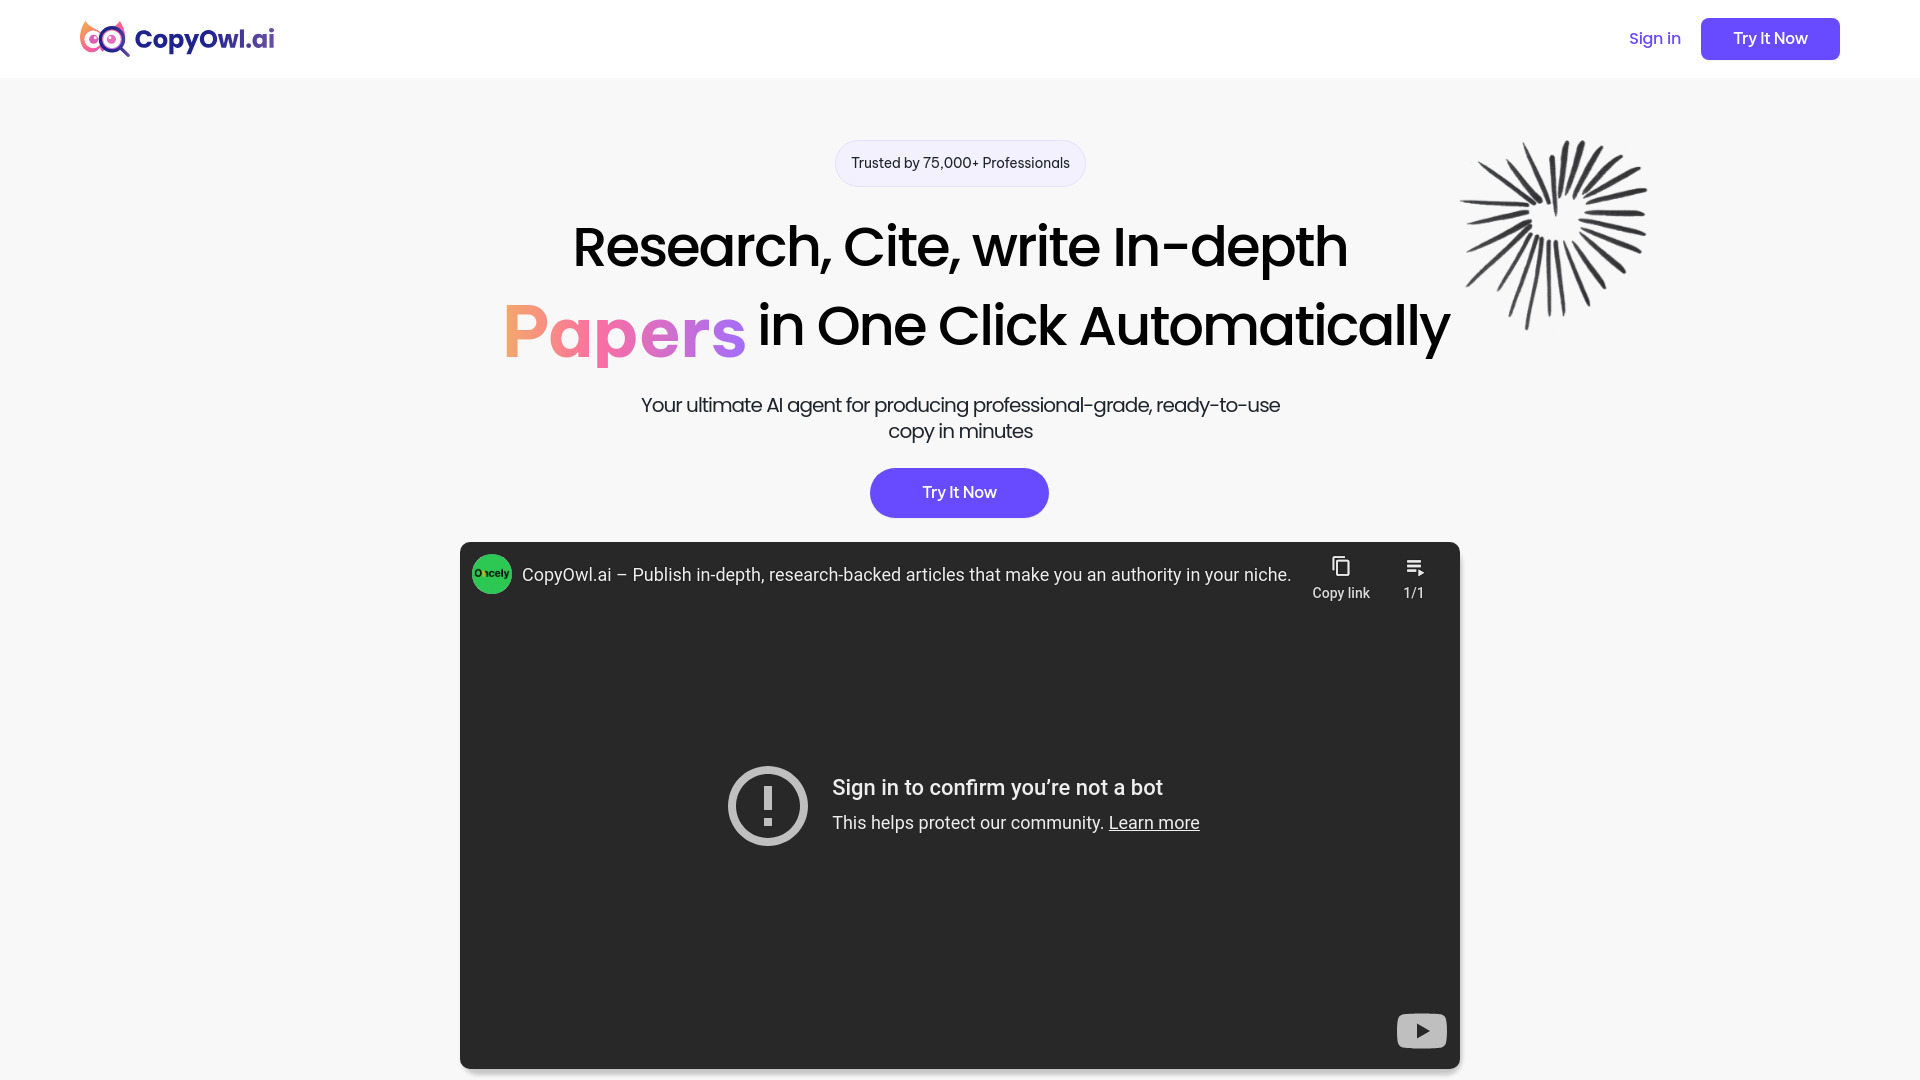 CopyOwl.ai
Sign in
Try It Now
Trusted by 75,000+ Professionals
Research, Cite, write In-depth
Papers in One Click Automatically
Your ultimate AI agent for producing professional-grade, ready-to-use
copy in minutes
Try It Now
Oncely
CopyOwl.ai – Publish in-depth, research-backed articles that make you an authority in your niche.
Copy link
1/1
Sign in to confirm you’re not a bot
This helps protect our community. Learn more